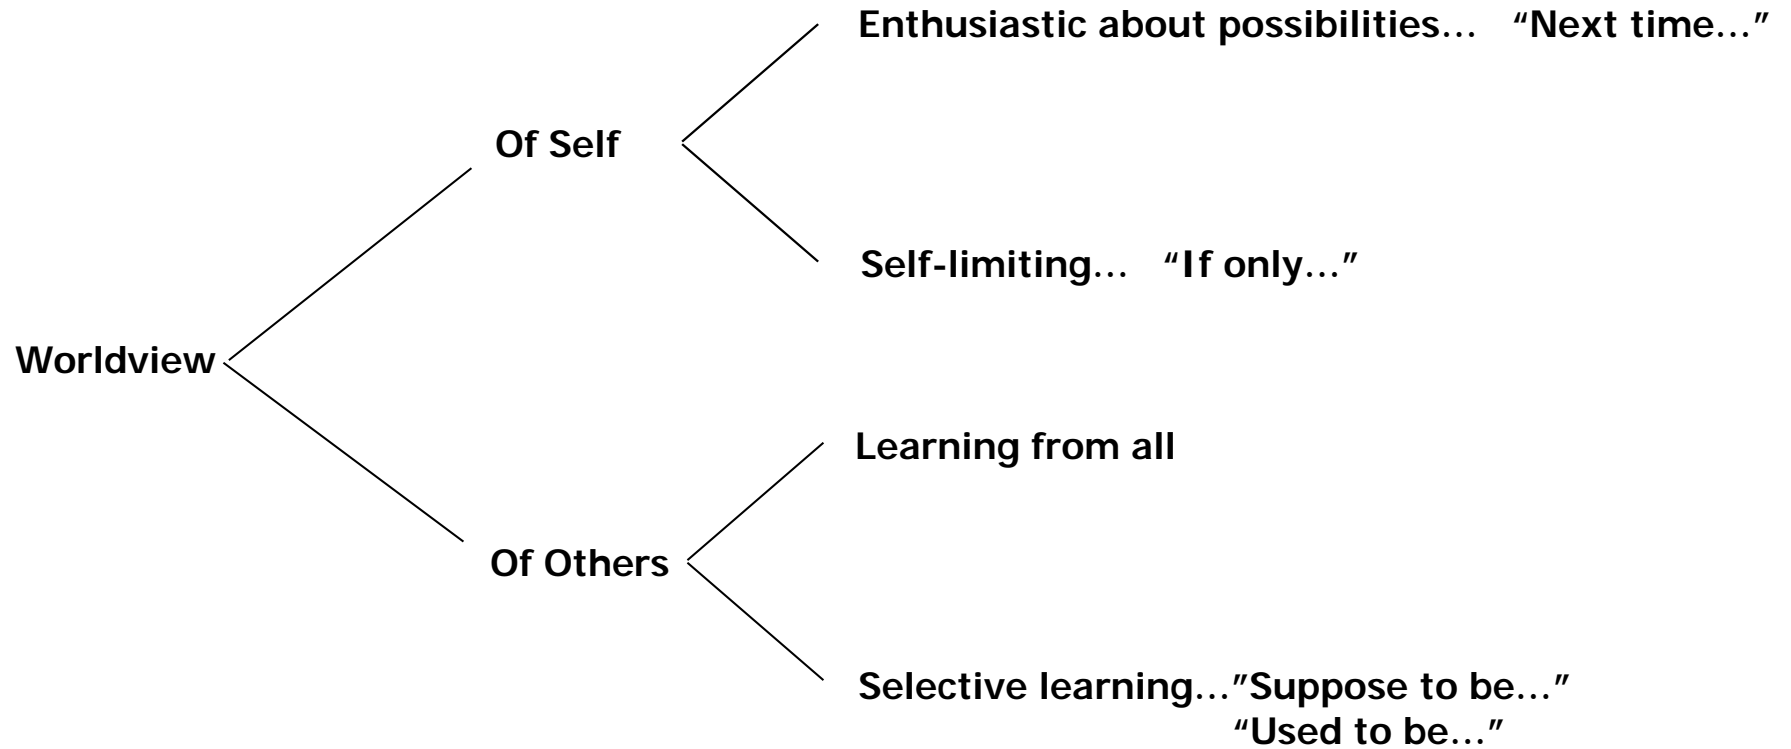 Enthusiastic about possibilities… “Next time…”
Of Self
Self-limiting… “If only…”
Worldview
Learning from all
Of Others
Selective learning…”Suppose to be…”
“Used to be…”